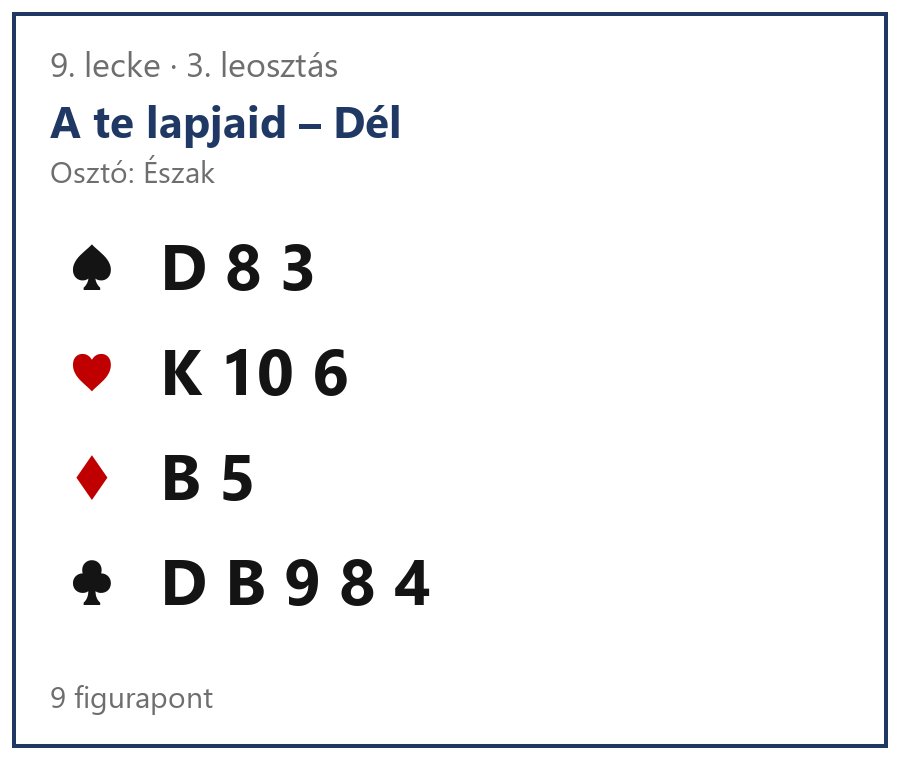 9. lecke · 3. leosztás
A te lapjaid – Dél
Osztó: Észak
♠ D 8 3
♥ K 10 6
♦ B 5
♣ D B 9 8 4
9 figurapont